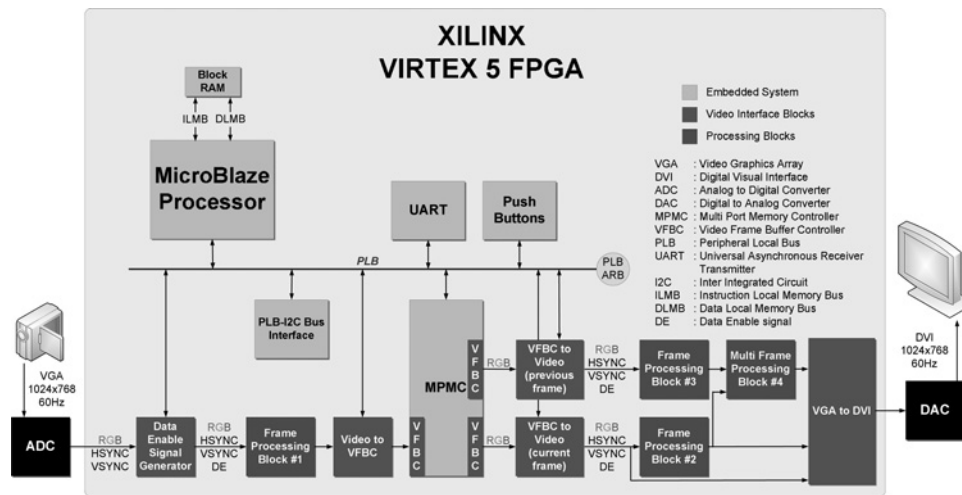 XILINX
VIRTEX 5 FPGA
Block
RAM
ILMB
DLMB
MicroBlaze
Processor
UART
Push
Buttons
PLB
PLB
ARB
PLB-I2C Bus
Interface
Embedded System
Video Interface Blocks
Processing Blocks
VGA : Video Graphics Array
DVI : Digital Visual Interface
ADC : Analog to Digital Converter
DAC : Digital to Analog Converter
MPMC : Multi Port Memory Controller
VFBC : Video Frame Buffer Controller
PLB : Peripheral Local Bus
UART : Universal Asynchronous Receiver
Transmitter
I2C : Inter Integrated Circuit
ILMB : Instruction Local Memory Bus
DLMB : Data Local Memory Bus
DE : Data Enable signal
VGA
1024x768
60Hz
ADC
RGB
HSYNC
VSYNC
Data
Enable
Signal
Generator
RGB
HSYNC
VSYNC
DE
Frame
Processing
Block #1
Video to
VFBC
VFBC
MPMC
VFBC
RGB
VFBC to
Video
(previous
frame)
RGB
HSYNC
VSYNC
DE
Frame
Processing
Block #3
Multi Frame
Processing
Block #4
VFBC
RGB
VFBC to
Video
(current
frame)
RGB
HSYNC
VSYNC
DE
Frame
Processing
Block #2
VGA to DVI
DVI
1024x768
60Hz
DAC